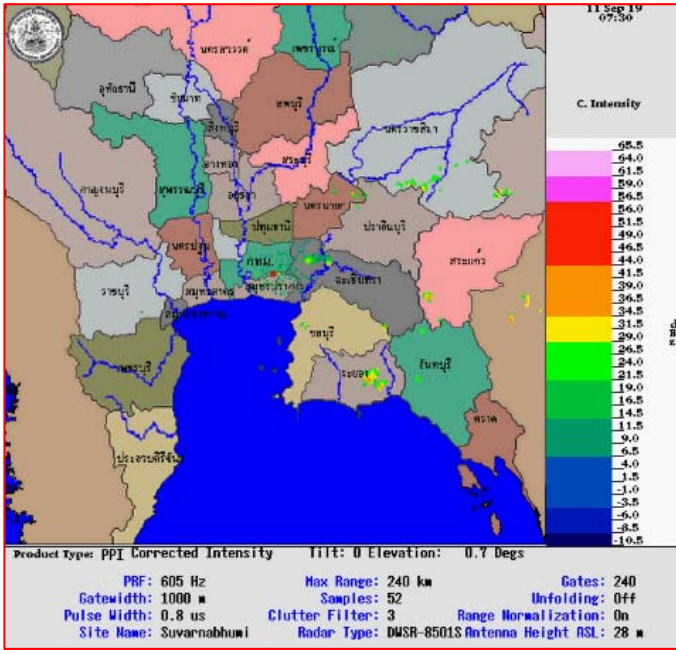 11 Sep 19
07:30
C. Intensity
นครสวรรค์
เพชรบูรณ์
อุทัยธานี
ชัยนาท
ลพบุรี
นครราชสีมา
สิงห์บุรี
อ่างทอง
สระบุรี
กาญจนบุรี
สุพรรณบุรี
อยุธยา
นครนายก
ปราจีนบุรี
ปทุมธานี
นครปฐม
กทม.
สระแก้ว
ฉะเชิงเทรา
ราชบุรี
สมุทรสาคร
สมุทรปราการ
สมุทรสงคราม
ชลบุรี
เพชรบุรี
ระยอง
จันทบุรี
ตราด
ประจวบคีรีขันธ์
65.5
64.0
61.5
59.0
56.5
56.0
51.5
49.0
46.5
44.0
41.5
39.0
36.5
34.0
31.5
29.0
26.5
24.0
21.5
19.0
16.5
14.5
11.5
9.0
6.5
4.0
1.5
-1.0
-3.5
-6.0
-8.5
-10.5
Product Type: PPI Corrected Intensity Tilt: 0 Elevation: 0.7 Degs
PRF: 605 Hz Max Range: 240 km Gates: 240
Gatewidth: 1000 m Samples: 52 Unfolding: Off
Pulse Width: 0.8 us Clutter Filter: 3 Range Normalization: On
Site Name: Suvarnabhumi Radar Type: DWSR-8501S Antenna Height ASL: 28 m